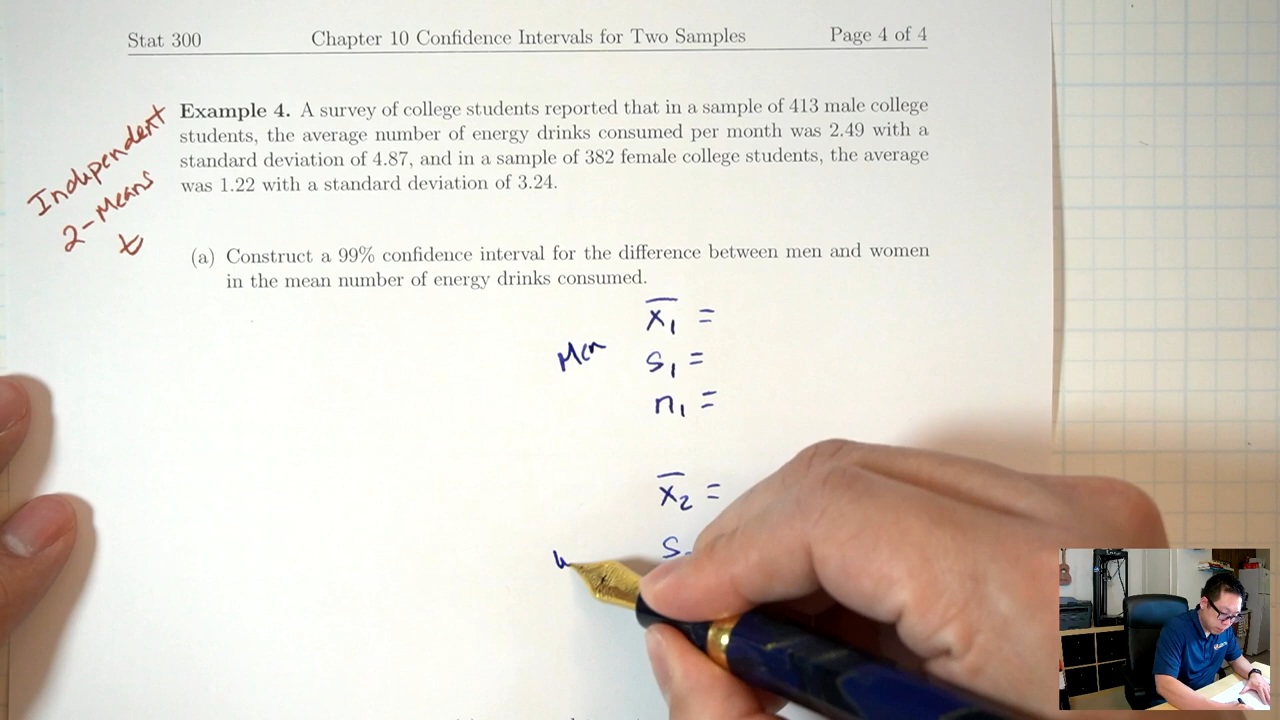 Stat 300 Chapter 10 Confidence Intervals for Two Samples Page 4 of 4
Independent
2-Means
t
Example 4. A survey of college students reported that in a sample of 413 male college
students, the average number of energy drinks consumed per month was 2.49 with a
standard deviation of 4.87, and in a sample of 382 female college students, the average
was 1.22 with a standard deviation of 3.24.
(a) Construct a 99% confidence interval for the difference between men and women
in the mean number of energy drinks consumed.
x̄₁ =
Men s₁ =
n₁ =
x̄₂ =
s